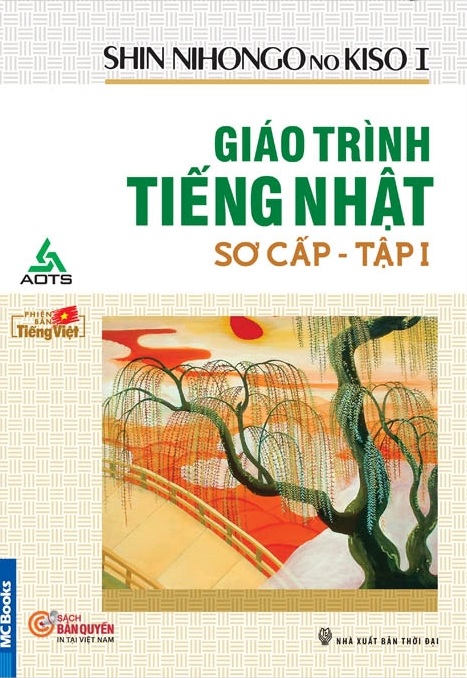 SHIN NIHONGO NO KISO I
GIÁO TRÌNH
TIẾNG NHẬT
SƠ CẤP - TẬP I
AOTS
PHIÊN BẢN
Tiếng Việt
MCBooks
SÁCH
BẢN QUYỀN
IN TẠI VIỆT NAM
NHÀ XUẤT BẢN THỜI ĐẠI